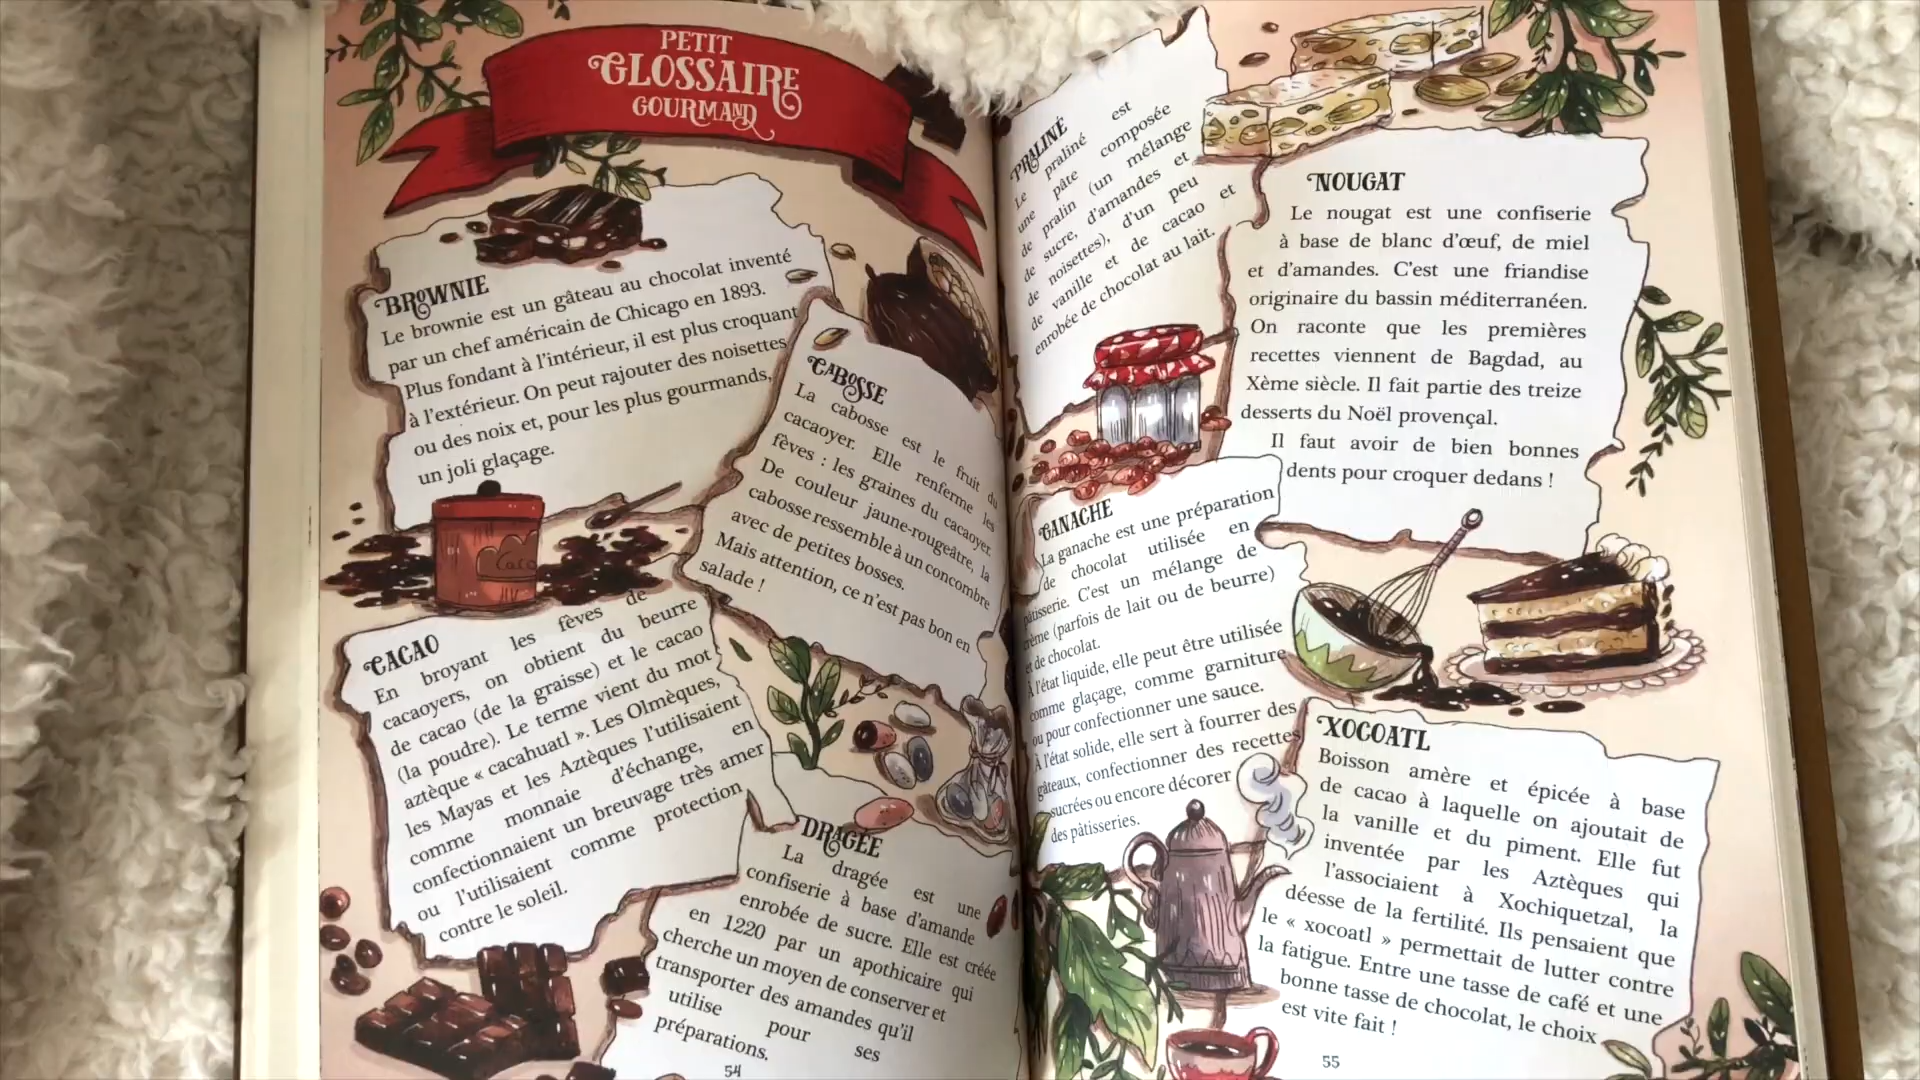 PETIT
GLOSSAIRE
GOURMAND
BROWNIE
Le brownie est un gâteau au chocolat inventé
par un chef américain de Chicago en 1893.
Plus fondant à l'intérieur, il est plus croquant
à l'extérieur. On peut rajouter des noisettes
ou des noix et, pour les plus gourmands,
un joli glaçage.
CABOSSE
La cabosse est le fruit du
cacaoyer. Elle renferme les
fèves : les graines du cacaoyer.
De couleur jaune-rougeâtre, la
cabosse ressemble à un concombre
avec de petites bosses.
Mais attention, ce n'est pas bon en
salade !
Cacao
CACAO
En broyant les fèves de
cacaoyers, on obtient du beurre
de cacao (de la graisse) et le cacao
(la poudre). Le terme vient du mot
aztèque « cacahuatl ». Les Olmèques,
les Mayas et les Aztèques l'utilisaient
comme monnaie d'échange, en
confectionnaient un breuvage très amer
ou l'utilisaient comme protection
contre le soleil.
DRAGÉE
La dragée est une
confiserie à base d'amande
enrobée de sucre. Elle est créée
en 1220 par un apothicaire qui
cherche un moyen de conserver et
transporter des amandes qu'il
utilise pour ses
préparations.
54
PRALINÉ
Le praliné est
une pâte composée
de pralin (un mélange
de sucre, d'amandes et
de noisettes), d'un peu
de vanille et de cacao et
enrobée de chocolat au lait.
NOUGAT
Le nougat est une confiserie
à base de blanc d'œuf, de miel
et d'amandes. C'est une friandise
originaire du bassin méditerranéen.
On raconte que les premières
recettes viennent de Bagdad, au
Xème siècle. Il fait partie des treize
desserts du Noël provençal.
Il faut avoir de bien bonnes
dents pour croquer dedans !
GANACHE
La ganache est une préparation
de chocolat utilisée en
pâtisserie. C'est un mélange de
crème (parfois de lait ou de beurre)
et de chocolat.
À l'état liquide, elle peut être utilisée
comme glaçage, comme garniture
ou pour confectionner une sauce.
À l'état solide, elle sert à fourrer des
gâteaux, confectionner des recettes
sucrées ou encore décorer
des pâtisseries.
XOCOATL
Boisson amère et épicée à base
de cacao à laquelle on ajoutait de
la vanille et du piment. Elle fut
inventée par les Aztèques qui
l'associaient à Xochiquetzal, la
déesse de la fertilité. Ils pensaient que
le « xocoatl » permettait de lutter contre
la fatigue. Entre une tasse de café et une
bonne tasse de chocolat, le choix
est vite fait !
55